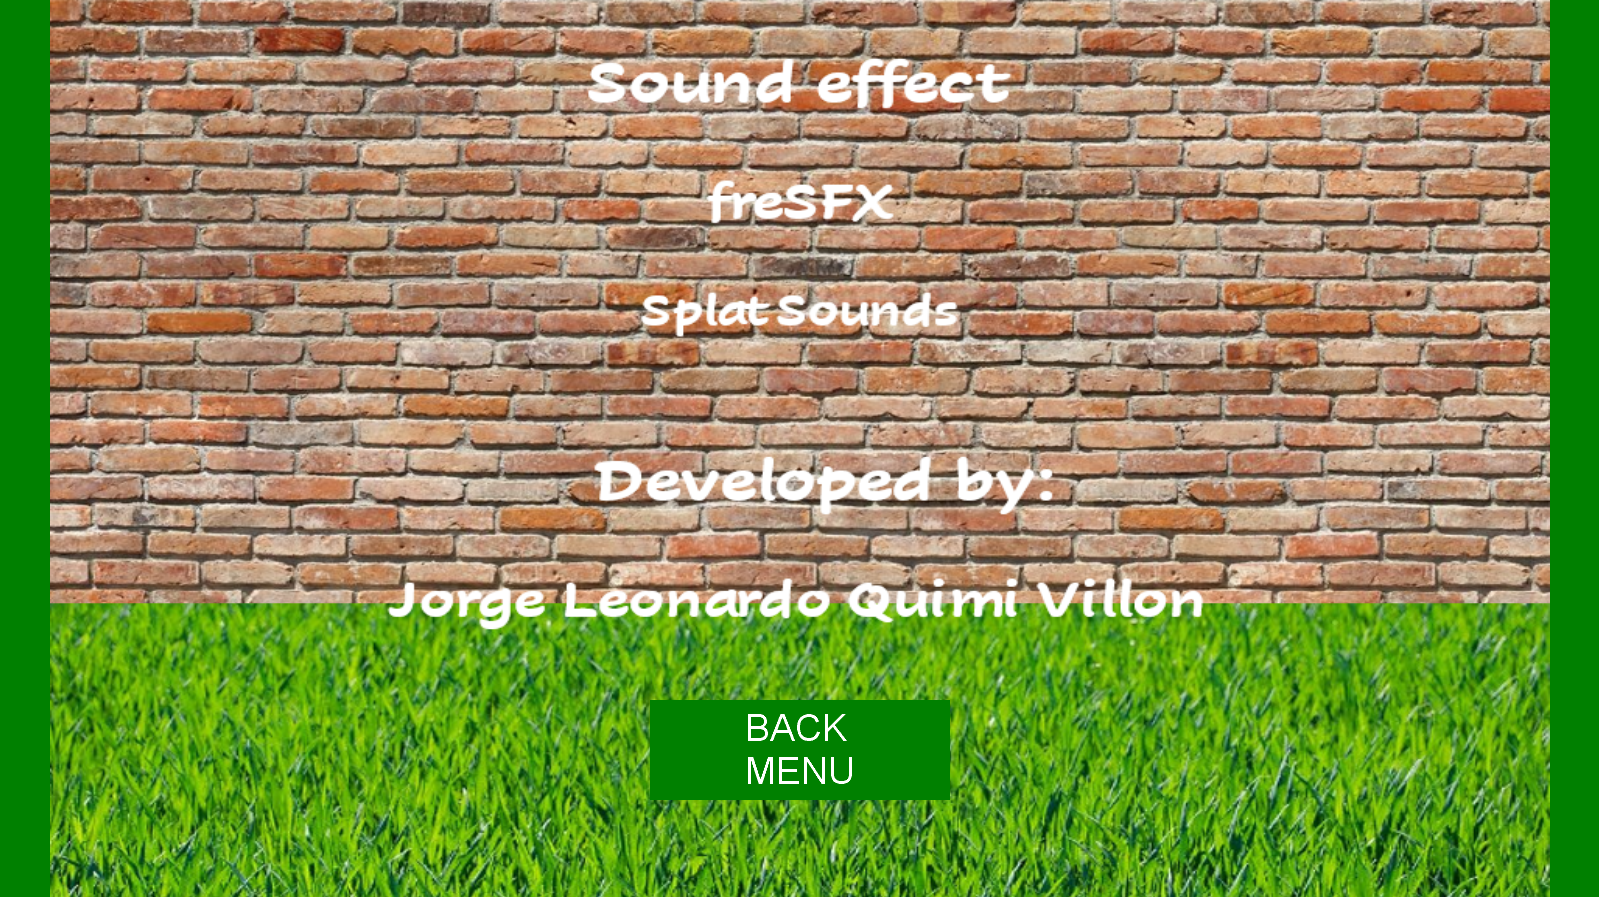 Sound effect
freSFX
Splat Sounds
Developed by:
Jorge Leonardo Quimi Villon
BACK
MENU